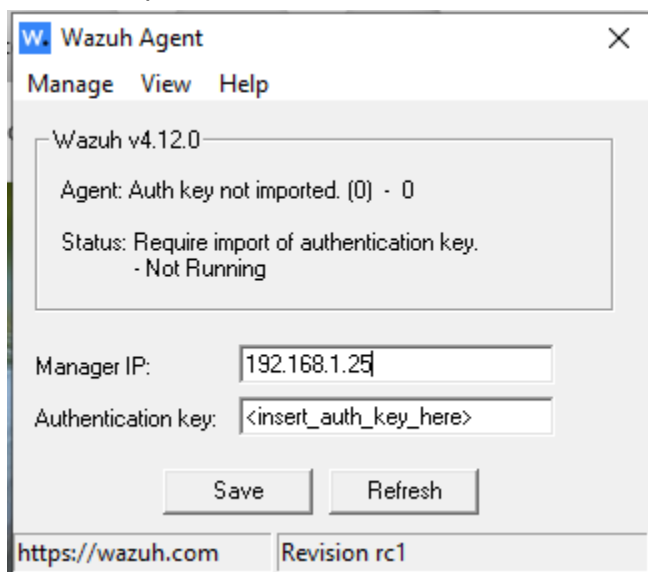 W. Wazuh Agent
Manage View Help
Wazuh v4.12.0
Agent: Auth key not imported. (0) - 0
Status: Require import of authentication key.
- Not Running
Manager IP: 192.168.1.25
Authentication key: <insert_auth_key_here>
Save Refresh
https://wazuh.com Revision rc1